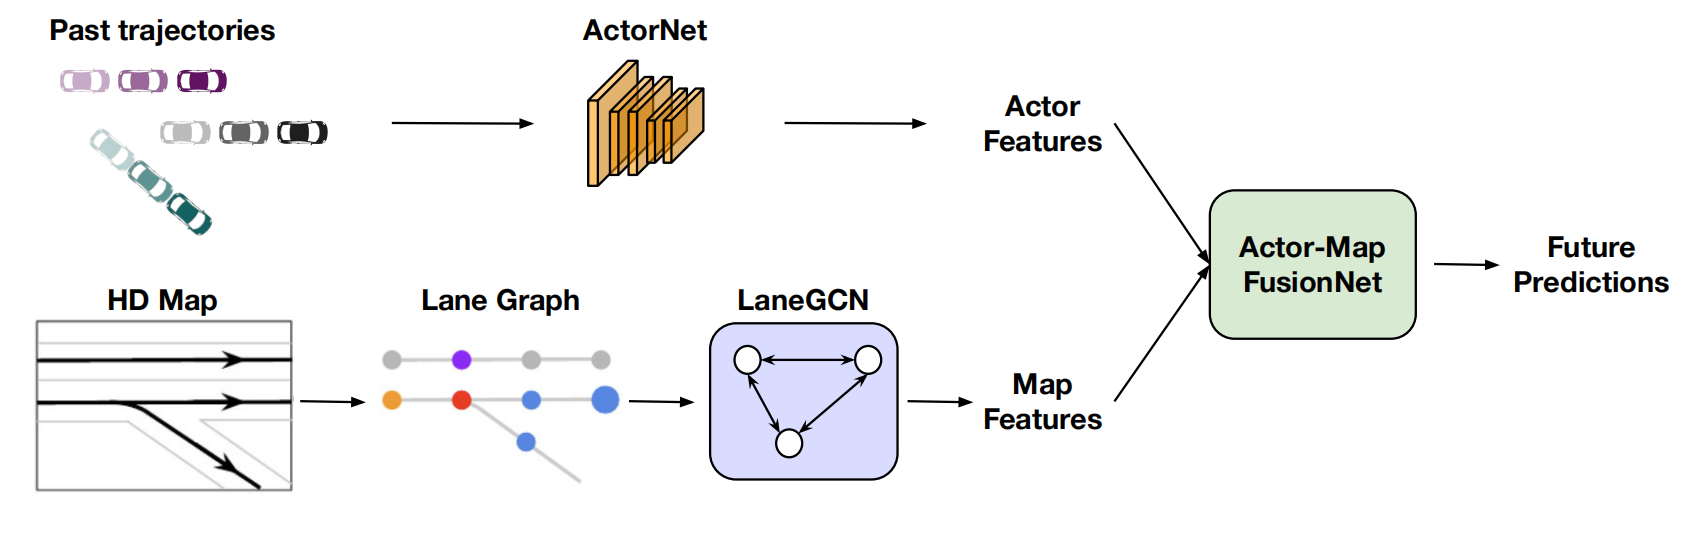 Past trajectories
ActorNet
Actor
Features
HD Map
Lane Graph
LaneGCN
Map
Features
Actor-Map
FusionNet
Future
Predictions